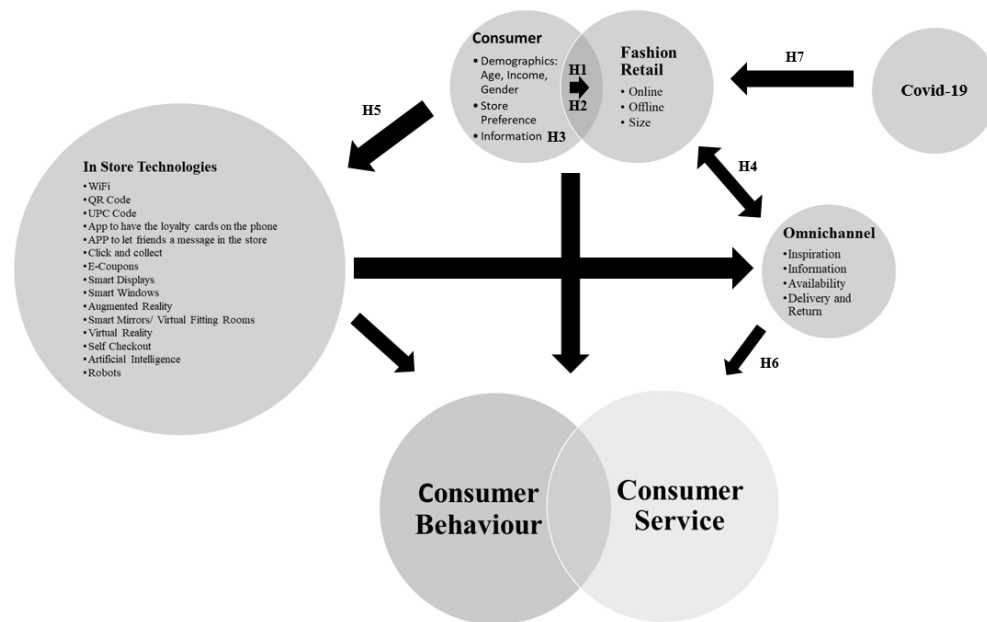 Consumer
• Demographics:
Age, Income,
Gender
• Store
Preference
• Information H3
H1
H2
Fashion
Retail
• Online
• Offline
• Size
H7
Covid-19
H5
H4
In Store Technologies
• WiFi
• QR Code
• UPC Code
• App to have the loyalty cards on the phone
• APP to let friends a message in the store
• Click and collect
• E-Coupons
• Smart Displays
• Smart Windows
• Augmented Reality
• Smart Mirrors/ Virtual Fitting Rooms
• Virtual Reality
• Self Checkout
• Artificial Intelligence
• Robots
Omnichannel
• Inspiration
• Information
• Availability
• Delivery and
Return
H6
Consumer
Behaviour
Consumer
Service